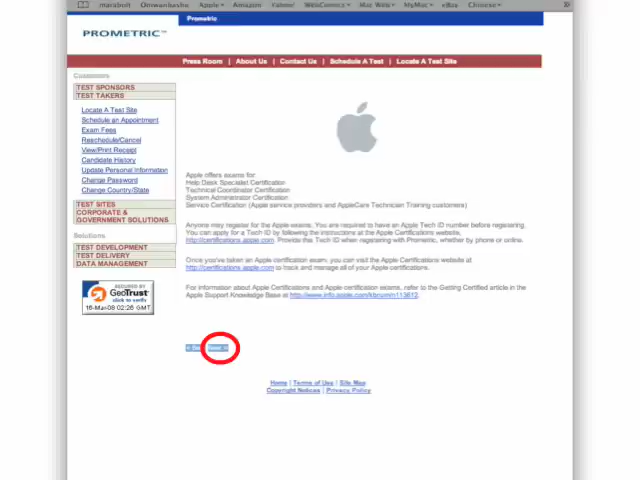 marabolt Oniwanbashu Apple Amazon Yahoo! WebComics Mac Web MyMac eBay Chinese »
Prometric
PROMETRIC™
Press Room | About Us | Contact Us | Schedule A Test | Locate A Test Site
Customers
TEST SPONSORS
TEST TAKERS
Locate A Test Site
Schedule an Appointment
Exam Fees
Reschedule/Cancel
View/Print Receipt
Candidate History
Update Personal Information
Change Password
Change Country/State
TEST SITES
CORPORATE &
GOVERNMENT SOLUTIONS
Solutions
TEST DEVELOPMENT
TEST DELIVERY
DATA MANAGEMENT
SECURED BY
GeoTrust
click to verify
16-Mar-08 02:26 GMT
Apple offers exams for
Help Desk Specialist Certification
Technical Coordinator Certification
System Administrator Certification
Service Certification (Apple service providers and AppleCare Technician Training customers)
Anyone may register for the Apple exams. You are required to have an Apple Tech ID number before registering.
You can apply for a Tech ID by following the instructions at the Apple Certifications website,
http://certifications.apple.com. Provide this Tech ID when registering with Prometric, whether by phone or online.
Once you've taken an Apple certification exam, you can visit the Apple Certifications website at
http://certifications.apple.com to track and manage all of your Apple certifications.
For information about Apple Certifications and Apple certification exams, refer to the Getting Certified article in the
Apple Support Knowledge Base at
Home | Terms of Use | Site Map
Copyright Notices | Privacy Policy